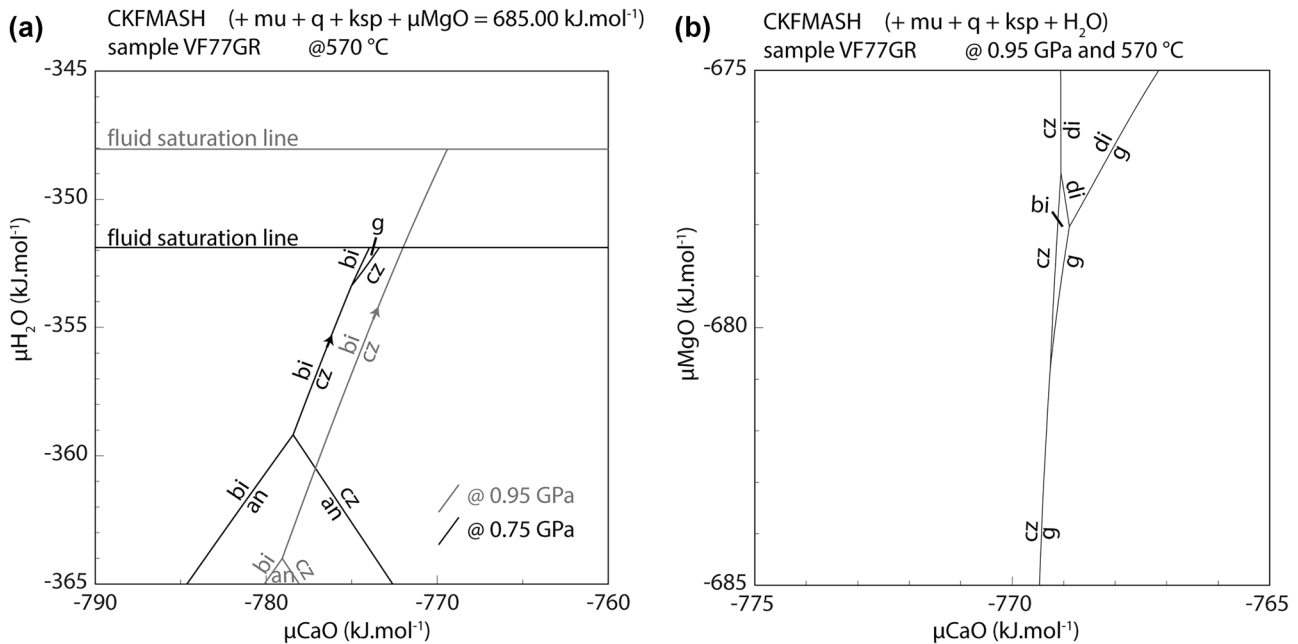 (a)
CKFMASH (+ mu + q + ksp + µMgO = 685.00 kJ.mol⁻¹)
sample VF77GR @570 °C
-345
fluid saturation line
-350
g
fluid saturation line
bi
cz
µH₂O (kJ.mol⁻¹)
-355
bi
cz
bi
cz
-360
bi
an
cz
an
@ 0.95 GPa
@ 0.75 GPa
bi
an
cz
-365
-790 -780 -770 -760
µCaO (kJ.mol⁻¹)
(b)
CKFMASH (+ mu + q + ksp + H₂O)
sample VF77GR @ 0.95 GPa and 570 °C
-675
cz
di
di
g
di
bi
cz
g
µMgO (kJ.mol⁻¹)
-680
cz
g
-685
-775 -770 -765
µCaO (kJ.mol⁻¹)